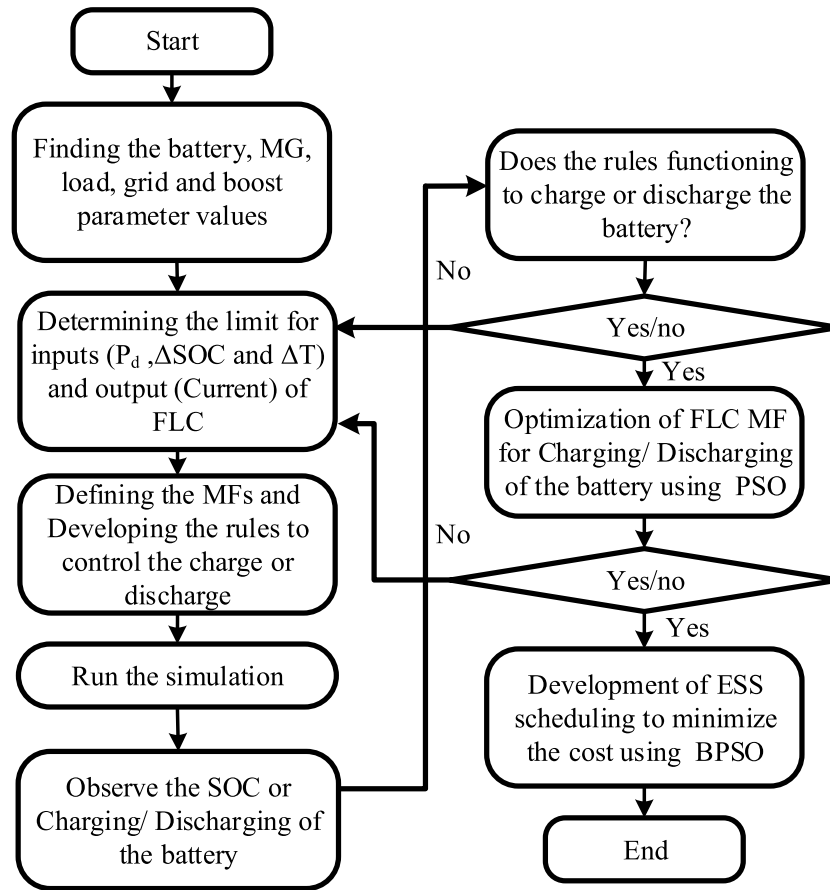 Start
Finding the battery, MG,
load, grid and boost
parameter values
Determining the limit for
inputs (Pd ,ΔSOC and ΔT)
and output (Current) of
FLC
Defining the MFs and
Developing the rules to
control the charge or
discharge
Run the simulation
Observe the SOC or
Charging/ Discharging of
the battery
Does the rules functioning
to charge or discharge the
battery?
No
Yes/no
Yes
Optimization of FLC MF
for Charging/ Discharging
of the battery using PSO
No
Yes/no
Yes
Development of ESS
scheduling to minimize
the cost using BPSO
End